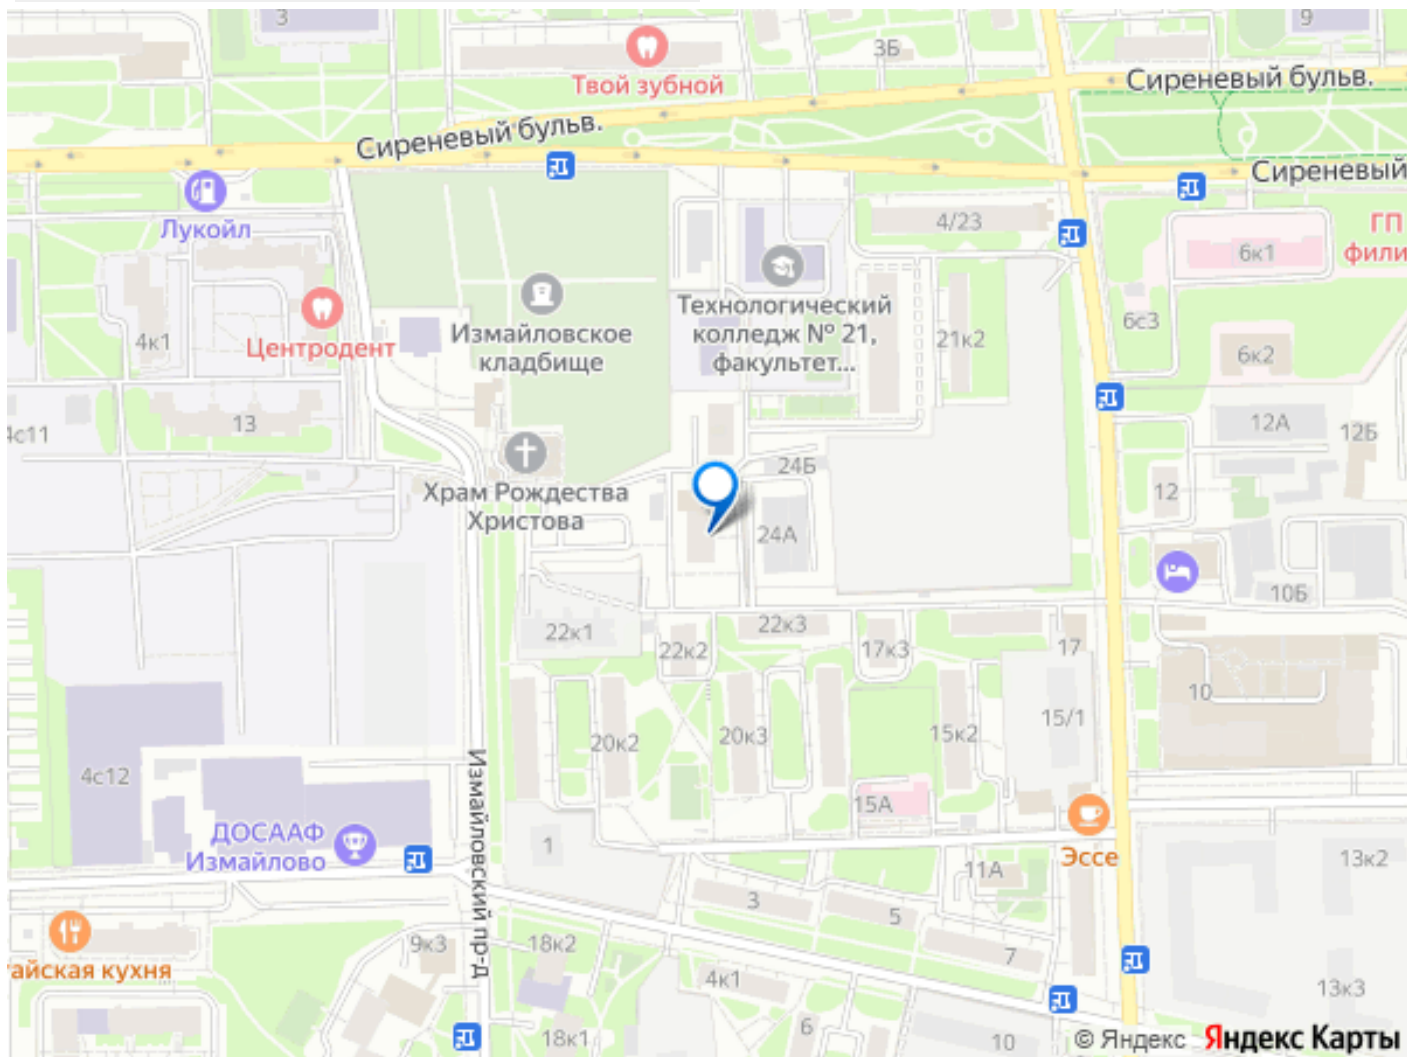 3
9
3Б
Твой зубной
Сиреневый бульв.
Сиреневый бульв.
Сиреневый
Лукойл
4/23
ГП
фили
6к1
6с3
Измайловское
кладбище
Технологический
колледж № 21,
факультет...
21к2
6к2
4к1
Центродент
13
4с11
12А
12Б
24Б
12
Храм Рождества
Христова
24А
10Б
22к1
22к2
22к3
17к3
17
10
15/1
20к2
20к3
15к2
4с12
Измайловский пр-д
15А
ДОСААФ
Измайлово
1
Эссе
13к2
11А
3
5
7
тайская кухня
9к3
18к2
4к1
13к3
18к1
6
10
© Яндекс Яндекс Карты